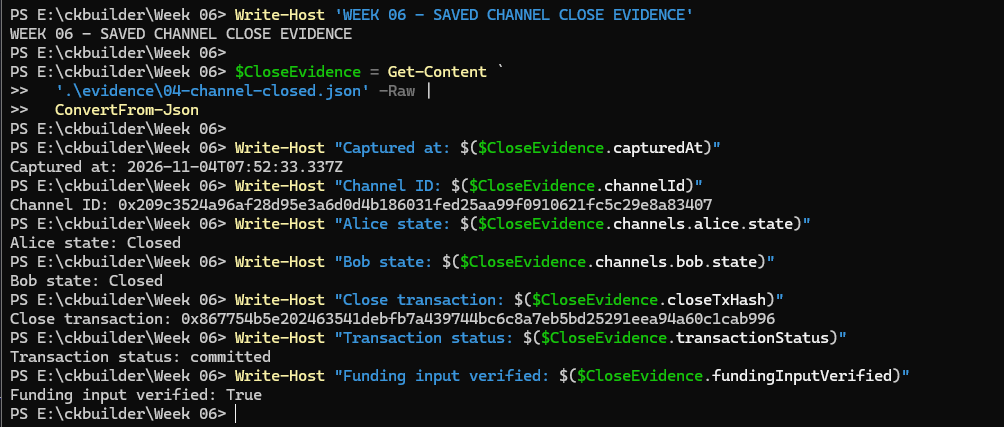 PS E:\ckbuilder\Week 06> Write-Host 'WEEK 06 - SAVED CHANNEL CLOSE EVIDENCE'
WEEK 06 - SAVED CHANNEL CLOSE EVIDENCE
PS E:\ckbuilder\Week 06>
PS E:\ckbuilder\Week 06> $CloseEvidence = Get-Content `
>>   '.\evidence\04-channel-closed.json' -Raw |
>>   ConvertFrom-Json
PS E:\ckbuilder\Week 06>
PS E:\ckbuilder\Week 06> Write-Host "Captured at: $($CloseEvidence.capturedAt)"
Captured at: 2026-11-04T07:52:33.337Z
PS E:\ckbuilder\Week 06> Write-Host "Channel ID: $($CloseEvidence.channelId)"
Channel ID: 0x209c3524a96af28d95e3a6d0d4b186031fed25aa99f0910621fc5c29e8a83407
PS E:\ckbuilder\Week 06> Write-Host "Alice state: $($CloseEvidence.channels.alice.state)"
Alice state: Closed
PS E:\ckbuilder\Week 06> Write-Host "Bob state: $($CloseEvidence.channels.bob.state)"
Bob state: Closed
PS E:\ckbuilder\Week 06> Write-Host "Close transaction: $($CloseEvidence.closeTxHash)"
Close transaction: 0x867754b5e202463541debfb7a439744bc6c8a7eb5bd25291eea94a60c1cab996
PS E:\ckbuilder\Week 06> Write-Host "Transaction status: $($CloseEvidence.transactionStatus)"
Transaction status: committed
PS E:\ckbuilder\Week 06> Write-Host "Funding input verified: $($CloseEvidence.fundingInputVerified)"
Funding input verified: True
PS E:\ckbuilder\Week 06>